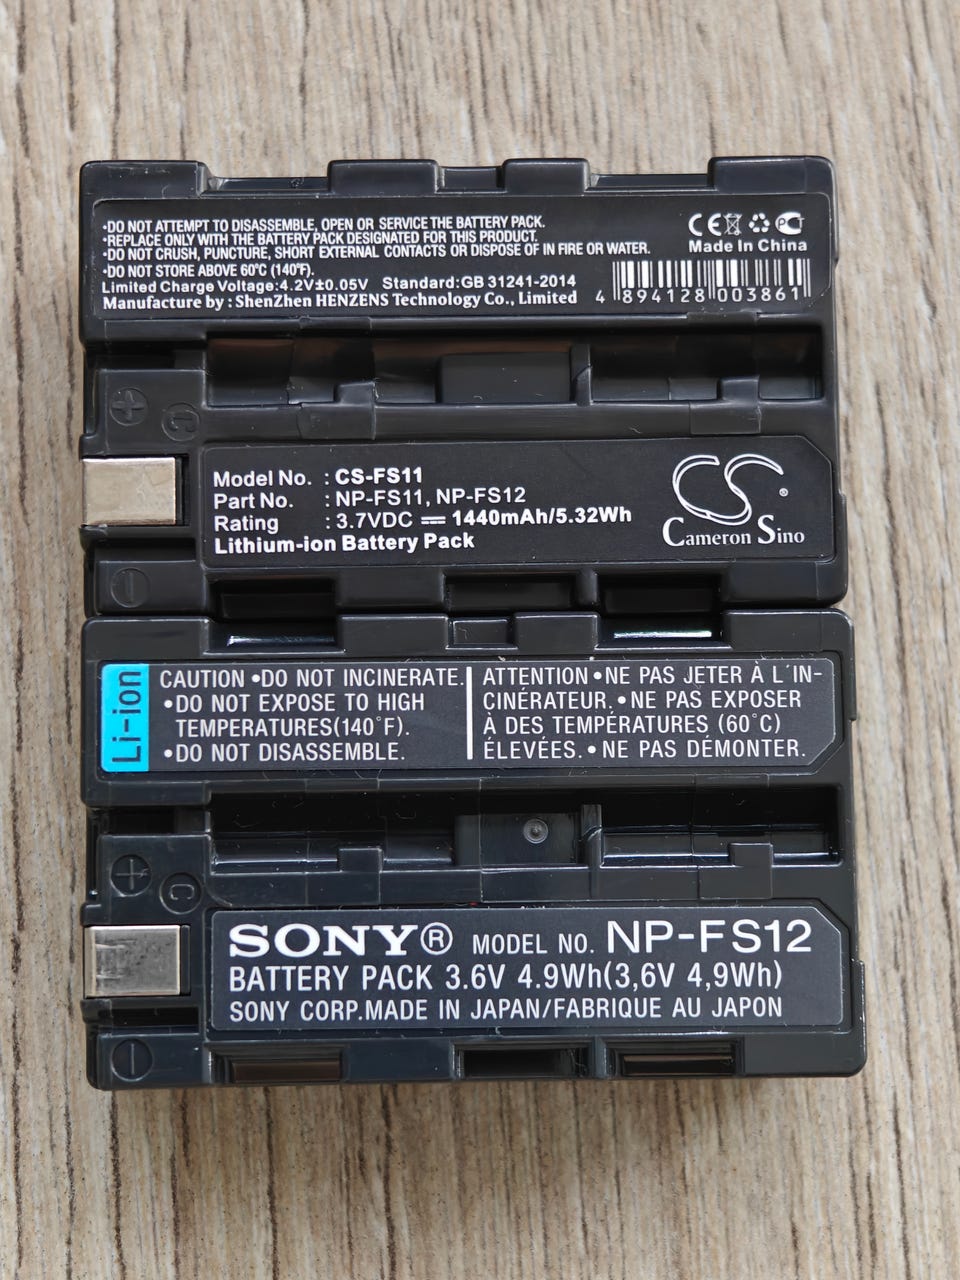 •DO NOT ATTEMPT TO DISASSEMBLE, OPEN OR SERVICE THE BATTERY PACK.
•REPLACE ONLY WITH THE BATTERY PACK DESIGNATED FOR THIS PRODUCT.
•DO NOT CRUSH, PUNCTURE, SHORT EXTERNAL CONTACTS OR DISPOSE OF IN FIRE OR WATER.
•DO NOT STORE ABOVE 60°C (140°F).
Limited Charge Voltage:4.2V±0.05V Standard:GB 31241-2014
Manufacture by : ShenZhen HENZENS Technology Co., Limited
CE
Made In China
4 894128 003861
+ C
Model No. : CS-FS11
Part No. : NP-FS11, NP-FS12
Rating : 3.7VDC ⎓ 1440mAh/5.32Wh
Lithium-ion Battery Pack
CS®
Cameron Sino
−
Li-ion
CAUTION •DO NOT INCINERATE.
•DO NOT EXPOSE TO HIGH
TEMPERATURES(140°F).
•DO NOT DISASSEMBLE.
ATTENTION •NE PAS JETER À L'IN-
CINÉRATEUR. •NE PAS EXPOSER
À DES TEMPÉRATURES (60°C)
ÉLEVÉES. •NE PAS DÉMONTER.
+ C
SONY® MODEL NO. NP-FS12
BATTERY PACK 3.6V 4.9Wh(3,6V 4,9Wh)
SONY CORP.MADE IN JAPAN/FABRIQUE AU JAPON
−